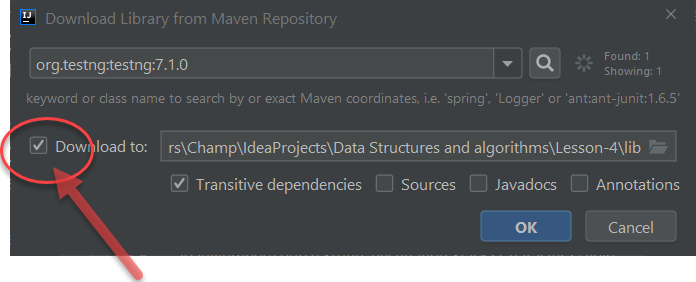 IJ Download Library from Maven Repository
org.testng:testng:7.1.0
Found: 1
Showing: 1
keyword or class name to search by or exact Maven coordinates, i.e. 'spring', 'Logger' or 'ant:ant-junit:1.6.5'
Download to: rs\Champ\IdeaProjects\Data Structures and algorithms\Lesson-4\lib
Transitive dependencies Sources Javadocs Annotations
OK Cancel